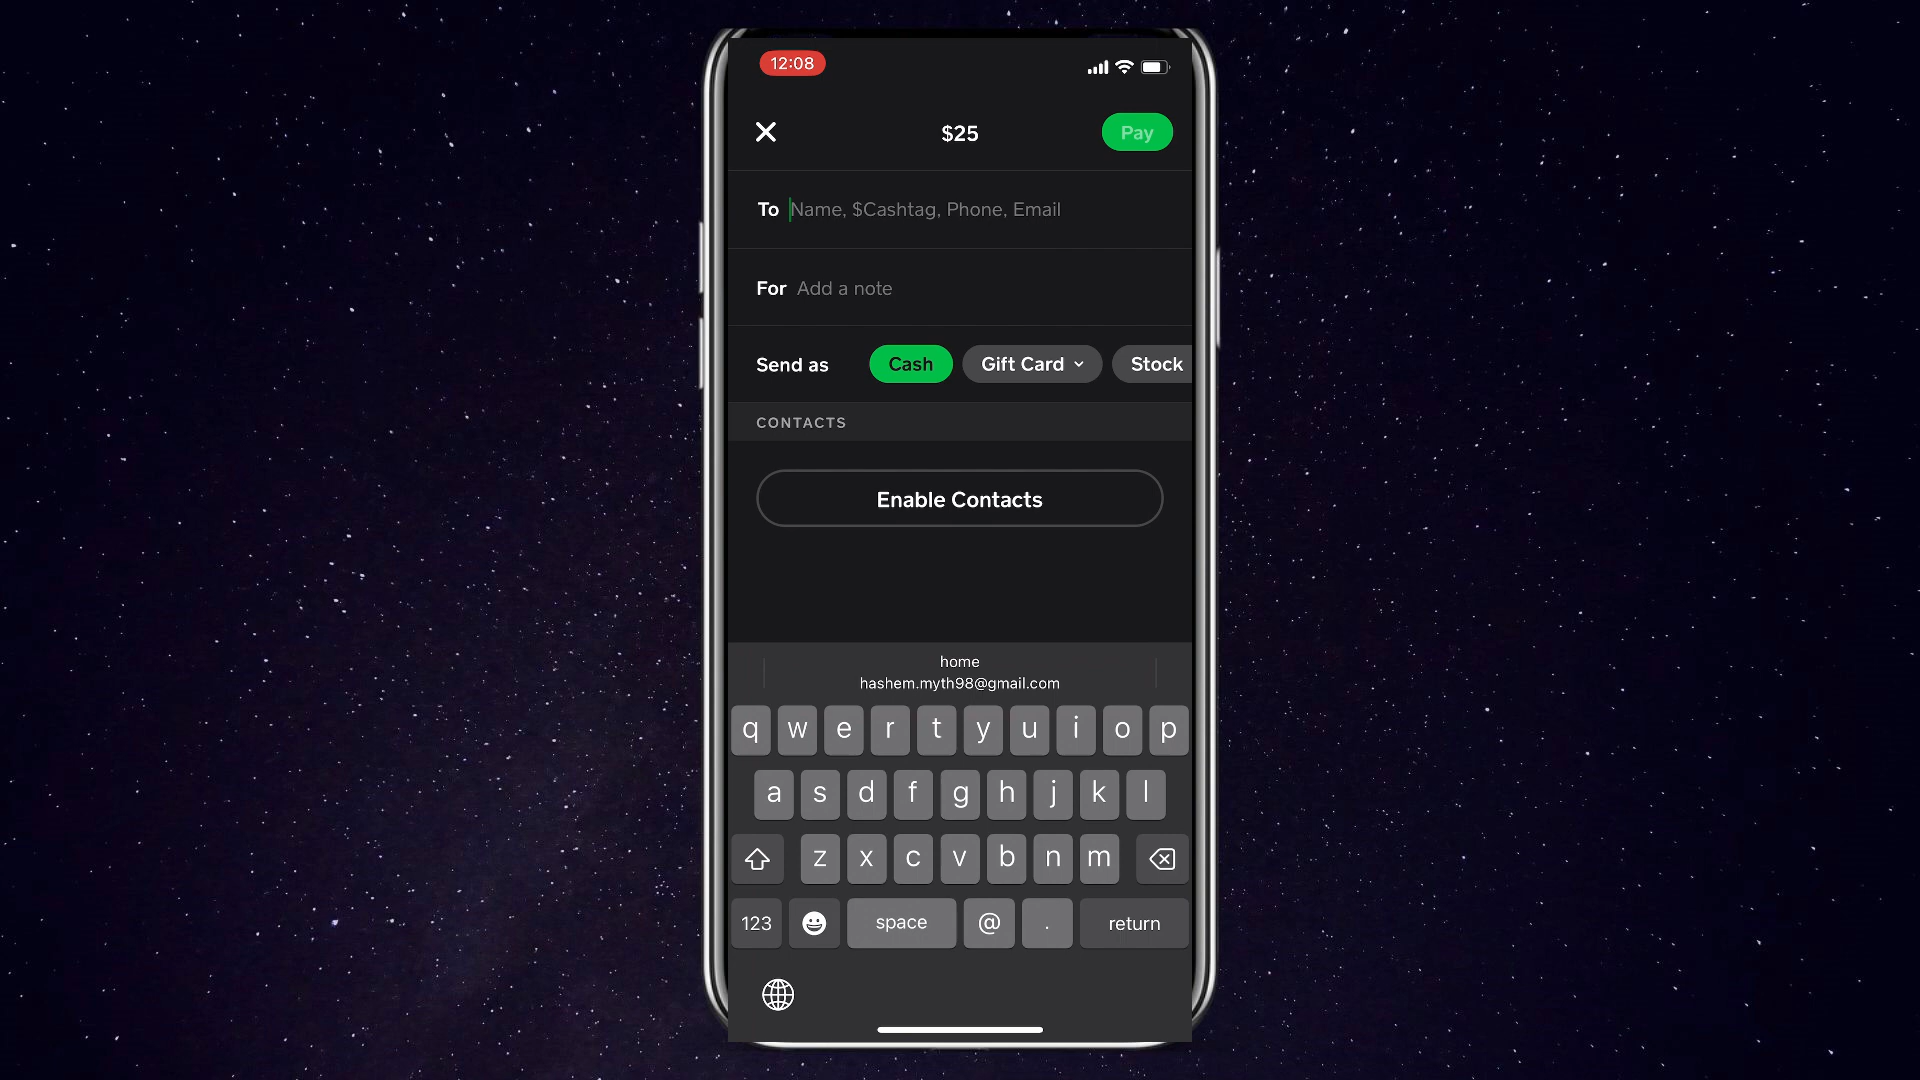 12:08
$25
Pay
To Name, $Cashtag, Phone, Email
For Add a note
Send as Cash Gift Card Stock
CONTACTS
Enable Contacts
home
hashem.myth98@gmail.com
q w e r t y u i o p
a s d f g h j k l
z x c v b n m
123 space @ . return